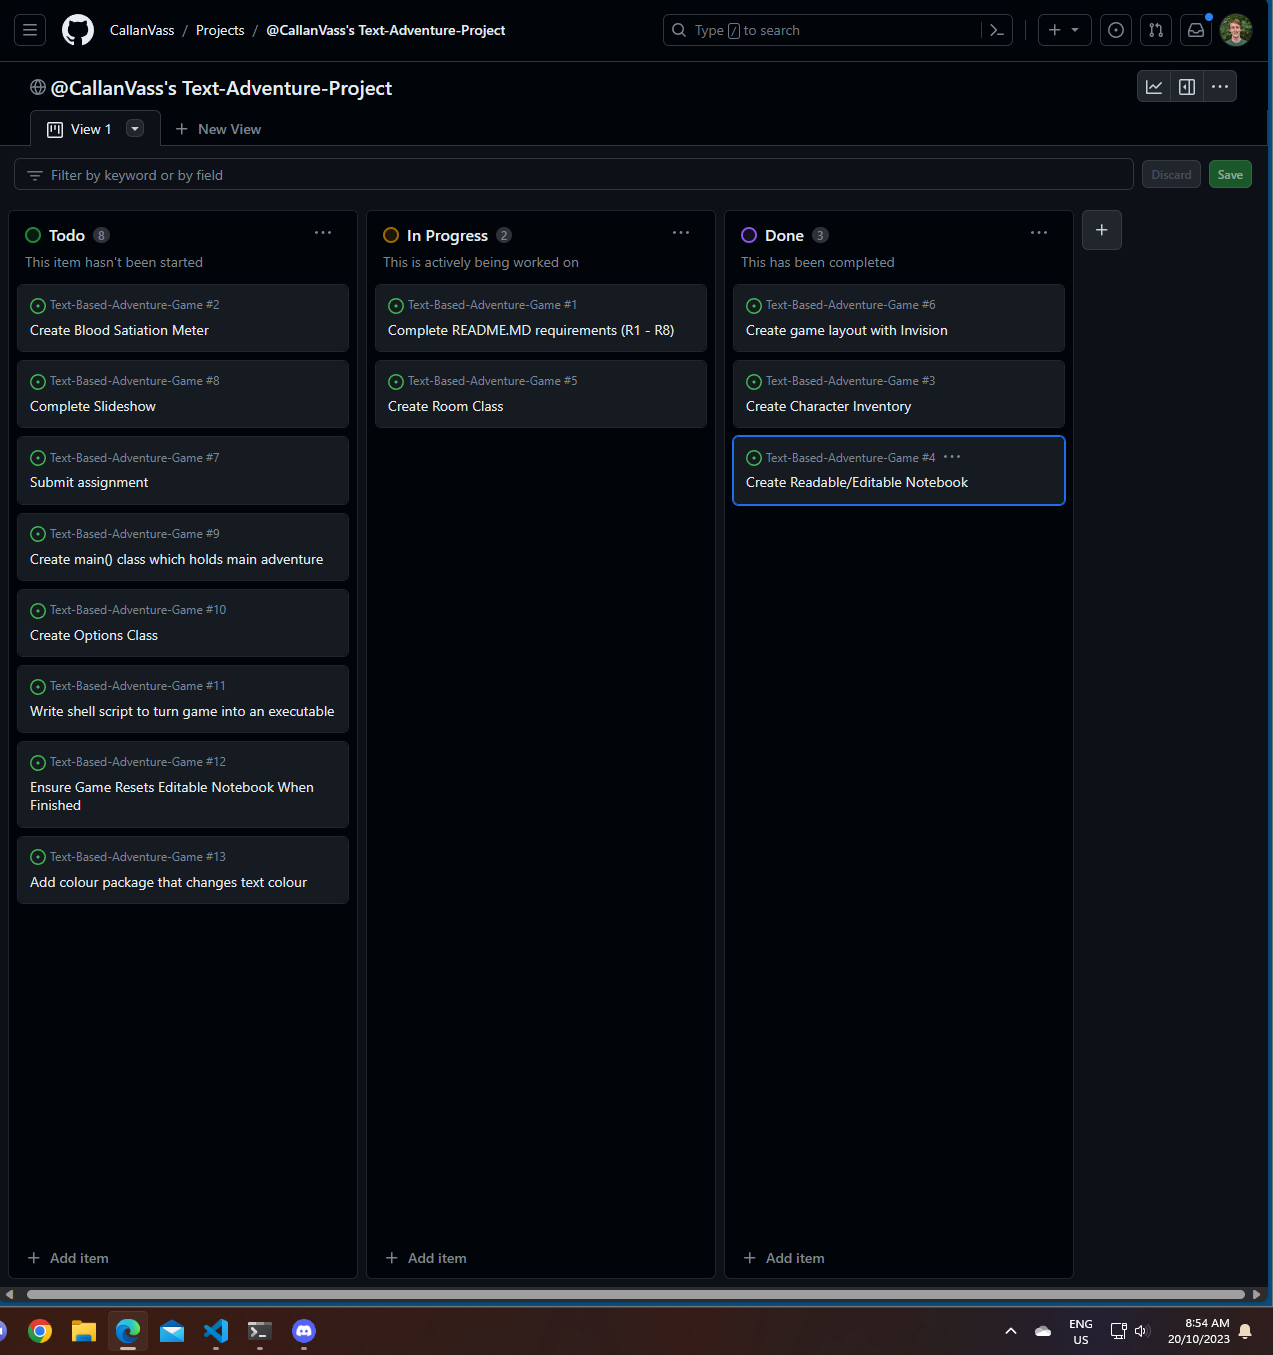 CallanVass / Projects / @CallanVass's Text-Adventure-Project
Type / to search
@CallanVass's Text-Adventure-Project
View 1
New View
Filter by keyword or by field
Discard
Save
Todo 8
This item hasn't been started
Text-Based-Adventure-Game #2
Create Blood Satiation Meter
Text-Based-Adventure-Game #8
Complete Slideshow
Text-Based-Adventure-Game #7
Submit assignment
Text-Based-Adventure-Game #9
Create main() class which holds main adventure
Text-Based-Adventure-Game #10
Create Options Class
Text-Based-Adventure-Game #11
Write shell script to turn game into an executable
Text-Based-Adventure-Game #12
Ensure Game Resets Editable Notebook When
Finished
Text-Based-Adventure-Game #13
Add colour package that changes text colour
Add item
In Progress 2
This is actively being worked on
Text-Based-Adventure-Game #1
Complete README.MD requirements (R1 - R8)
Text-Based-Adventure-Game #5
Create Room Class
Add item
Done 3
This has been completed
Text-Based-Adventure-Game #6
Create game layout with Invision
Text-Based-Adventure-Game #3
Create Character Inventory
Text-Based-Adventure-Game #4
Create Readable/Editable Notebook
Add item
ENG
US
8:54 AM
20/10/2023